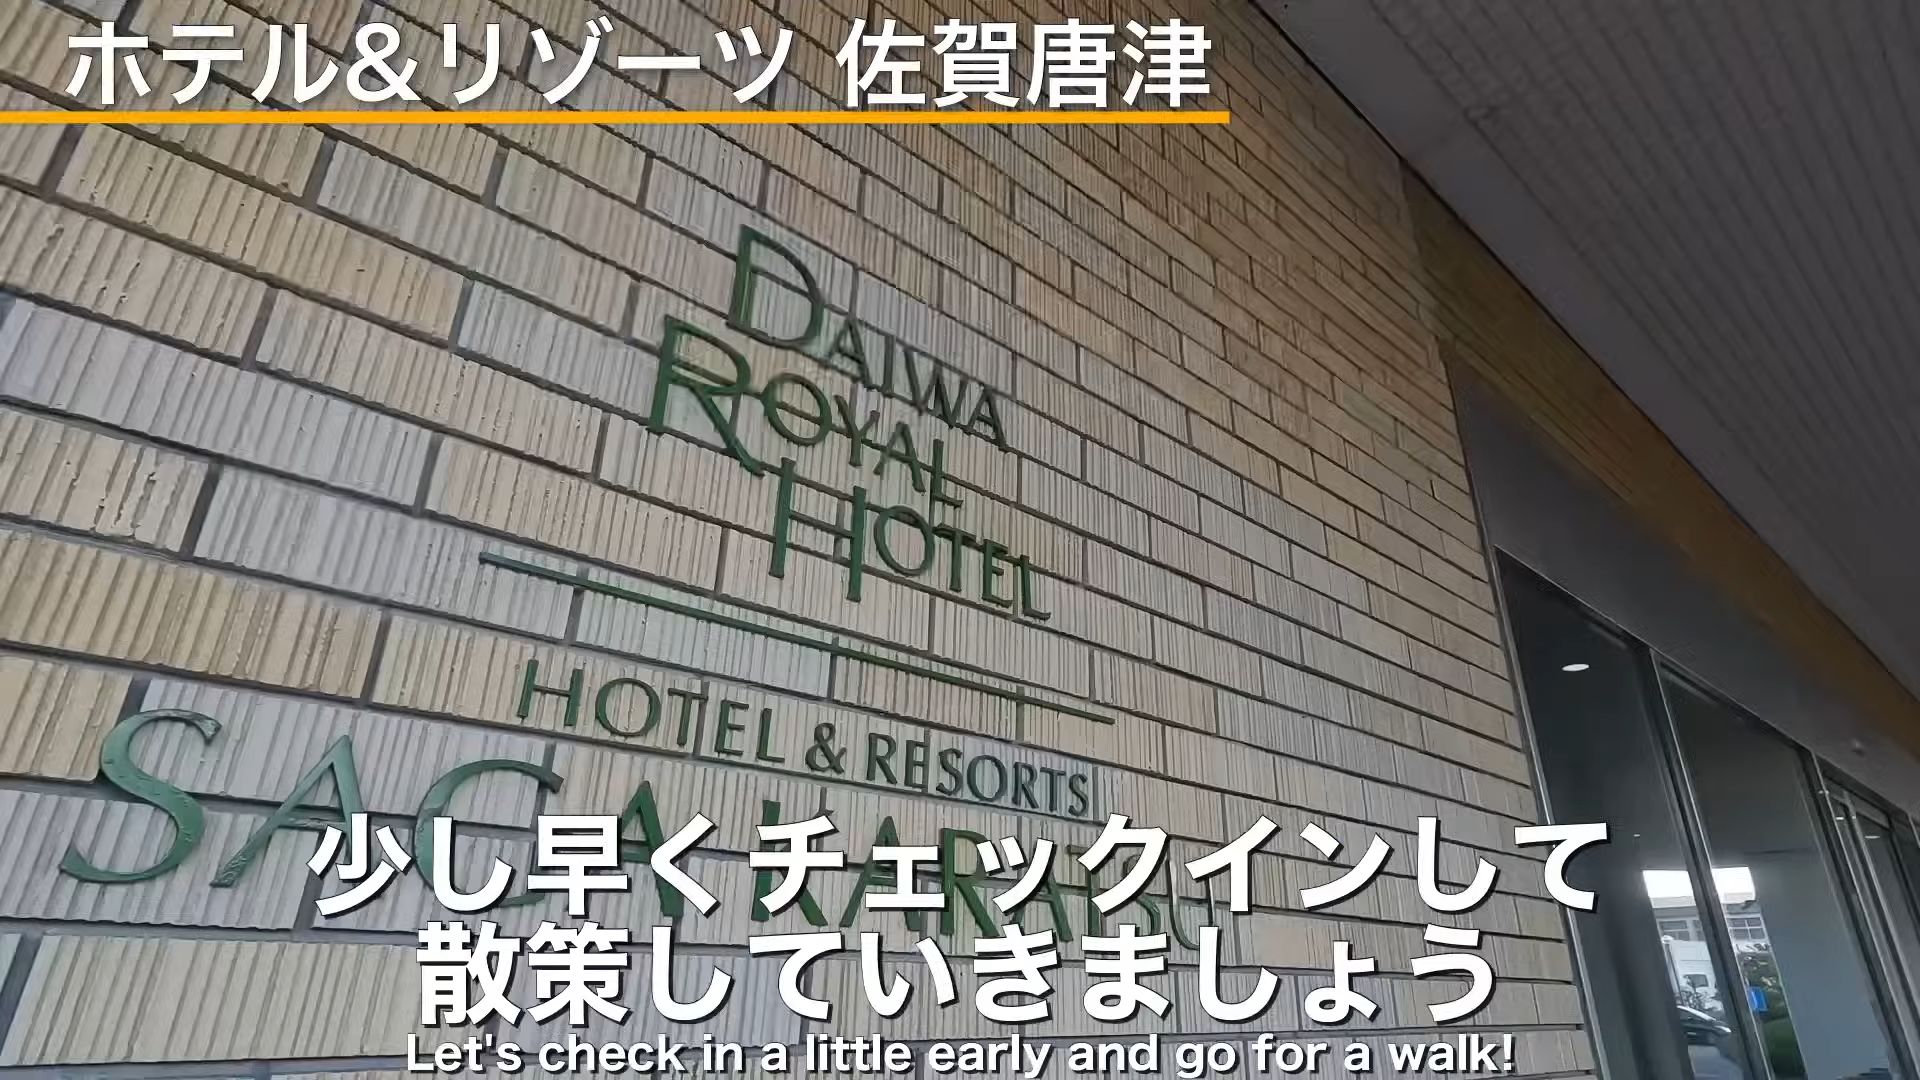 ホテル&リゾーツ 佐賀唐津
DAIWA
ROYAL
HOTEL
HOTEL & RESORTS
SAGA KARATSU
少し早くチェックインして
散策していきましょう
Let's check in a little early and go for a walk!